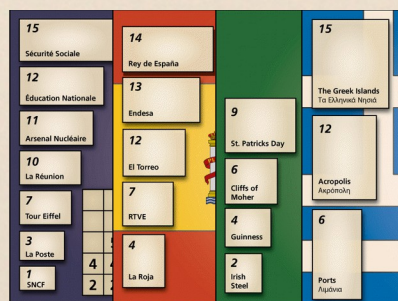 15
Sécurité Sociale
12
Éducation Nationale
11
Arsenal Nucléaire
10
La Réunion
7
Tour Eiffel
3
La Poste
1
SNCF
4
2 2
14
Rey de España
13
Endesa
12
El Torreo
7
RTVE
4
La Roja
9
St. Patricks Day
6
Cliffs of
Moher
4
Guinness
2
Irish
Steel
15
The Greek Islands
Τα Ελληνικά Νησιά
12
Acropolis
Ακρόπολη
6
Ports
Λιμάνια